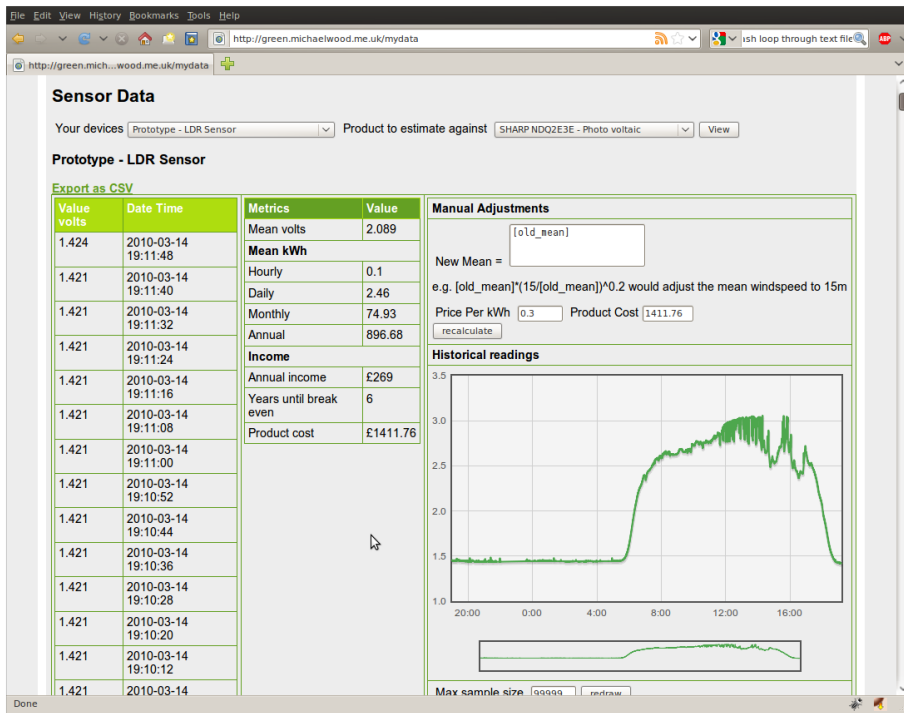 File Edit View History Bookmarks Tools Help
http://green.michaelwood.me.uk/mydata
ash loop through text file
ABP
http://green.mich...wood.me.uk/mydata
Sensor Data
Your devices Prototype - LDR Sensor Product to estimate against SHARP NDQ2E3E - Photo voltaic View
Prototype - LDR Sensor
Export as CSV
Value volts Date Time
1.424 2010-03-14 19:11:48
1.421 2010-03-14 19:11:40
1.421 2010-03-14 19:11:32
1.421 2010-03-14 19:11:24
1.421 2010-03-14 19:11:16
1.421 2010-03-14 19:11:08
1.421 2010-03-14 19:11:00
1.421 2010-03-14 19:10:52
1.421 2010-03-14 19:10:44
1.421 2010-03-14 19:10:36
1.421 2010-03-14 19:10:28
1.421 2010-03-14 19:10:20
1.421 2010-03-14 19:10:12
1.421 2010-03-14
Metrics Value
Mean volts 2.089
Mean kWh
Hourly 0.1
Daily 2.46
Monthly 74.93
Annual 896.68
Income
Annual income £269
Years until break even 6
Product cost £1411.76
Manual Adjustments
New Mean = [old_mean]
e.g. [old_mean]*(15/[old_mean])^0.2 would adjust the mean windspeed to 15m
Price Per kWh 0.3 Product Cost 1411.76
recalculate
Historical readings
3.5
3.0
2.5
2.0
1.5
1.0
20:00 0:00 4:00 8:00 12:00 16:00
Max sample size 99999 redraw
Done